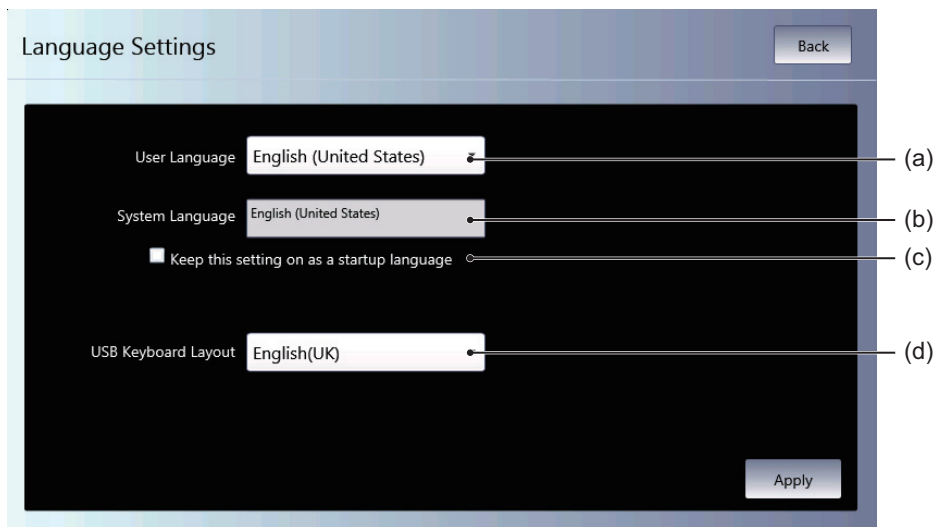 Language Settings
Back
User Language English (United States) (a)
System Language English (United States) (b)
Keep this setting on as a startup language (c)
USB Keyboard Layout English(UK) (d)
Apply